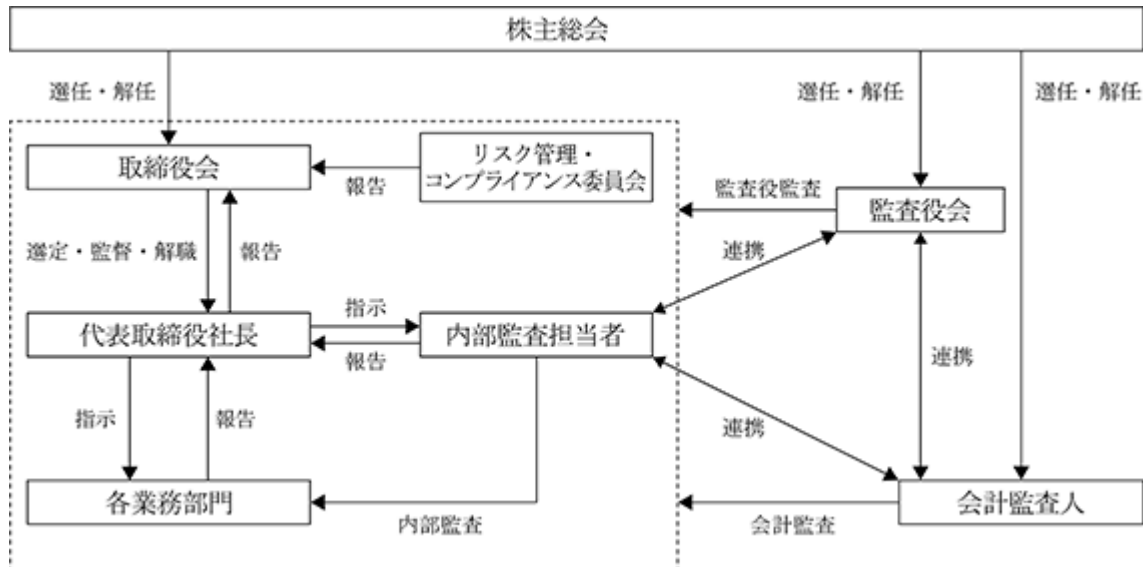 株主総会
選任・解任
選任・解任
選任・解任
取締役会
報告
リスク管理・
コンプライアンス委員会
監査役監査
監査役会
選定・監督・解職
報告
連携
代表取締役社長
指示
報告
内部監査担当者
連携
指示
報告
連携
各業務部門
内部監査
会計監査
会計監査人